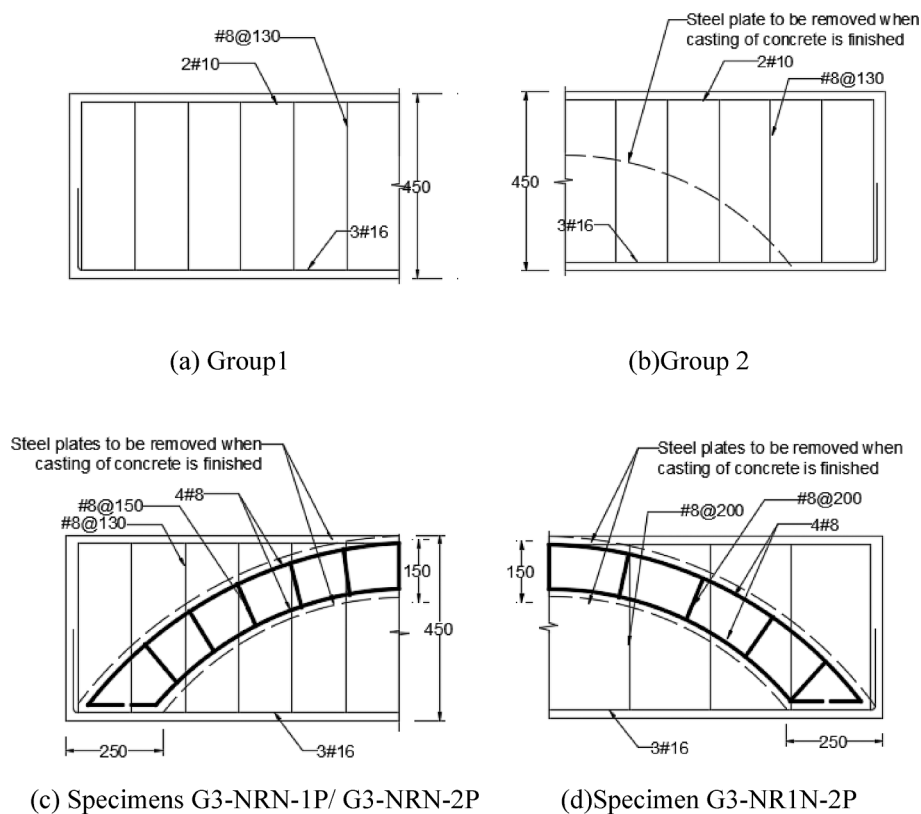 #8@130
2#10
450
3#16
(a) Group1
Steel plate to be removed when
casting of concrete is finished
2#10
#8@130
450
3#16
(b)Group 2
Steel plates to be removed when
casting of concrete is finished
4#8
#8@150
#8@130
150
450
250
3#16
(c) Specimens G3-NRN-1P/ G3-NRN-2P
Steel plates to be removed when
casting of concrete is finished
#8@200
#8@200
4#8
150
250
3#16
(d)Specimen G3-NR1N-2P